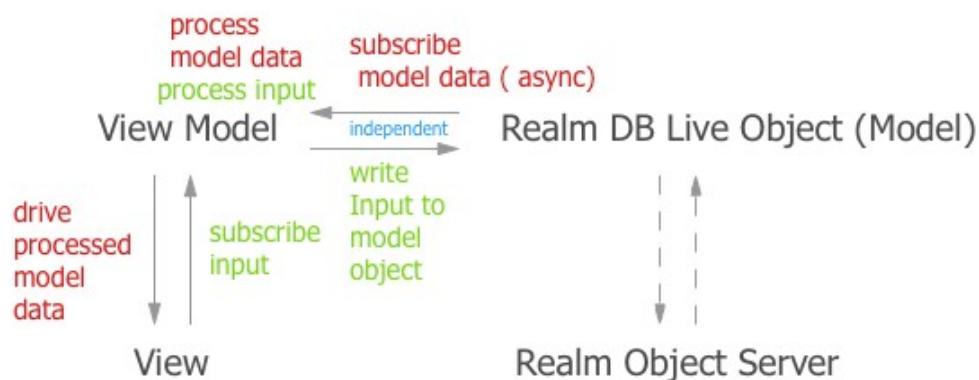 process
model data
process input
subscribe
model data ( async)
View Model
independent
Realm DB Live Object (Model)
drive
processed
model
data
subscribe
input
write
Input to
model
object
View
Realm Object Server